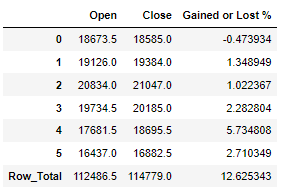 Open Close Gained or Lost %
0 18673.5 18585.0 -0.473934
1 19126.0 19384.0 1.348949
2 20834.0 21047.0 1.022367
3 19734.5 20185.0 2.282804
4 17681.5 18695.5 5.734808
5 16437.0 16882.5 2.710349
Row_Total 112486.5 114779.0 12.625343